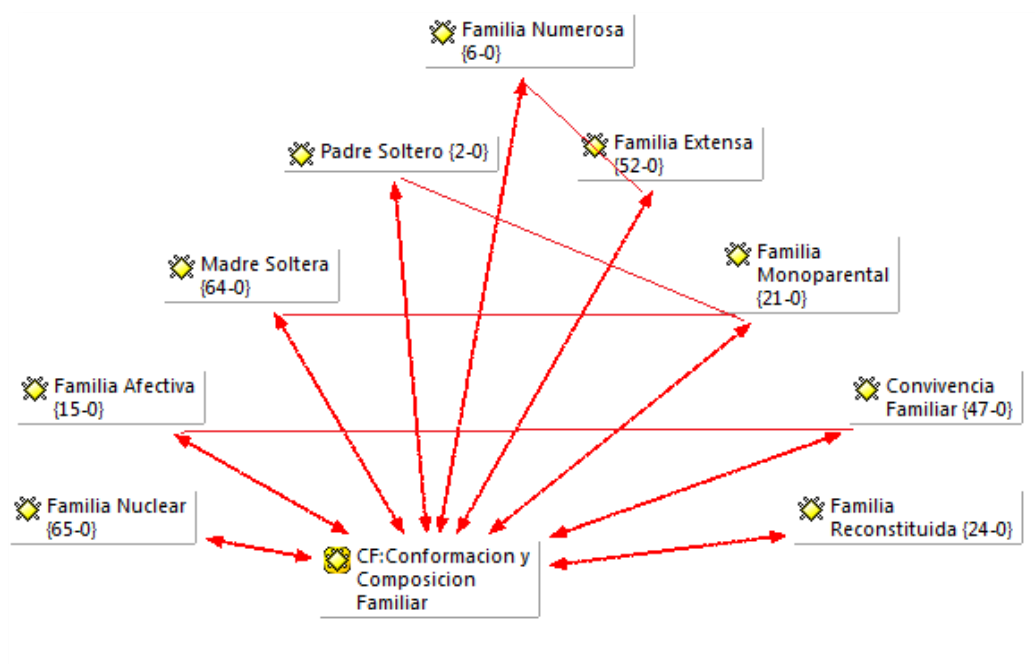 Familia Numerosa
{6-0}
Padre Soltero {2-0}
Familia Extensa
{52-0}
Madre Soltera
{64-0}
Familia
Monoparental
{21-0}
Familia Afectiva
{15-0}
Convivencia
Familiar {47-0}
Familia Nuclear
{65-0}
Familia
Reconstituida {24-0}
CF:Conformacion y
Composicion
Familiar